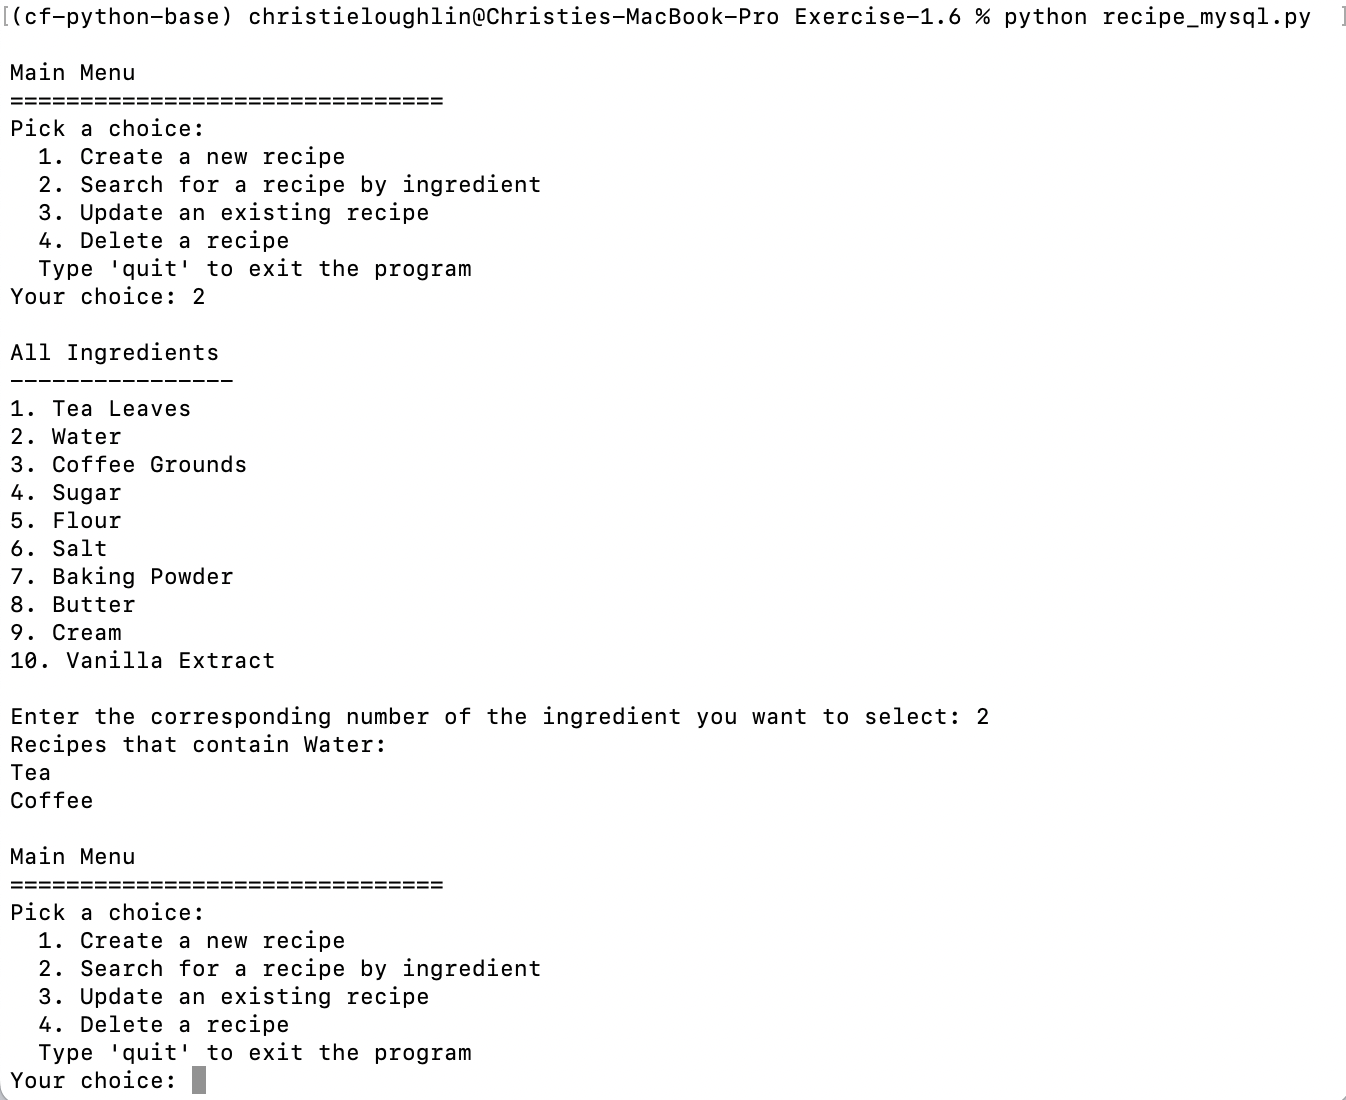 [(cf-python-base) christieloughlin@Christies-MacBook-Pro Exercise-1.6 % python recipe_mysql.py  ]
Main Menu
===============================
Pick a choice:
  1. Create a new recipe
  2. Search for a recipe by ingredient
  3. Update an existing recipe
  4. Delete a recipe
  Type 'quit' to exit the program
Your choice: 2
All Ingredients
----------------
1. Tea Leaves
2. Water
3. Coffee Grounds
4. Sugar
5. Flour
6. Salt
7. Baking Powder
8. Butter
9. Cream
10. Vanilla Extract
Enter the corresponding number of the ingredient you want to select: 2
Recipes that contain Water:
Tea
Coffee
Main Menu
===============================
Pick a choice:
  1. Create a new recipe
  2. Search for a recipe by ingredient
  3. Update an existing recipe
  4. Delete a recipe
  Type 'quit' to exit the program
Your choice: